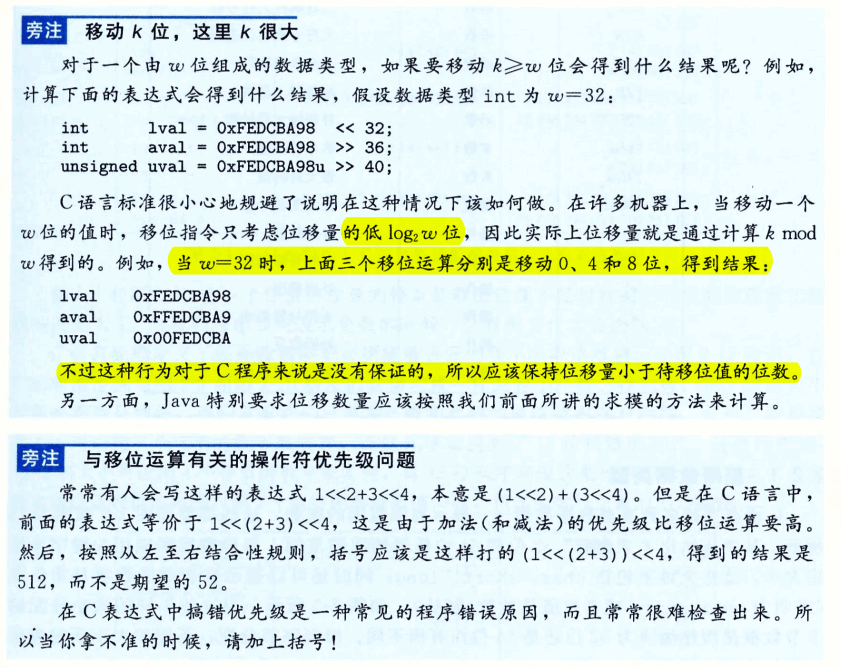 旁注 移动 k 位，这里 k 很大
对于一个由 w 位组成的数据类型，如果要移动 k≥w 位会得到什么结果呢？例如，
计算下面的表达式会得到什么结果，假设数据类型 int 为 w=32：
int lval = 0xFEDCBA98 << 32;
int aval = 0xFEDCBA98 >> 36;
unsigned uval = 0xFEDCBA98u >> 40;
C 语言标准很小心地规避了说明在这种情况下该如何做。在许多机器上，当移动一个
w 位的值时，移位指令只考虑位移量的低 log₂w 位，因此实际上位移量就是通过计算 k mod
w 得到的。例如，当 w=32 时，上面三个移位运算分别是移动 0、4 和 8 位，得到结果：
lval 0xFEDCBA98
aval 0xFFEDCBA9
uval 0x00FEDCBA
不过这种行为对于 C 程序来说是没有保证的，所以应该保持位移量小于待移位值的位数。
另一方面，Java 特别要求位移数量应该按照我们前面所讲的求模的方法来计算。
旁注 与移位运算有关的操作符优先级问题
常常有人会写这样的表达式 1<<2+3<<4，本意是 (1<<2)+(3<<4)。但是在 C 语言中，
前面的表达式等价于 1<<(2+3)<<4，这是由于加法(和减法)的优先级比移位运算要高。
然后，按照从左至右结合性规则，括号应该是这样打的 (1<<(2+3))<<4，得到的结果是
512，而不是期望的 52。
在 C 表达式中搞错优先级是一种常见的程序错误原因，而且常常很难检查出来。所
以当你拿不准的时候，请加上括号！